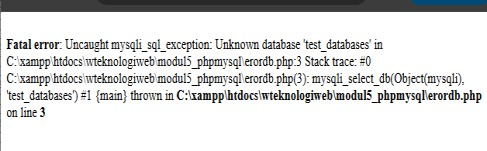 Fatal error: Uncaught mysqli_sql_exception: Unknown database 'test_databases' in
C:\xampp\htdocs\wteknologiweb\modul5_phpmysql\erordb.php:3 Stack trace: #0
C:\xampp\htdocs\wteknologiweb\modul5_phpmysql\erordb.php(3): mysqli_select_db(Object(mysqli),
'test_databases') #1 {main} thrown in C:\xampp\htdocs\wteknologiweb\modul5_phpmysql\erordb.php
on line 3